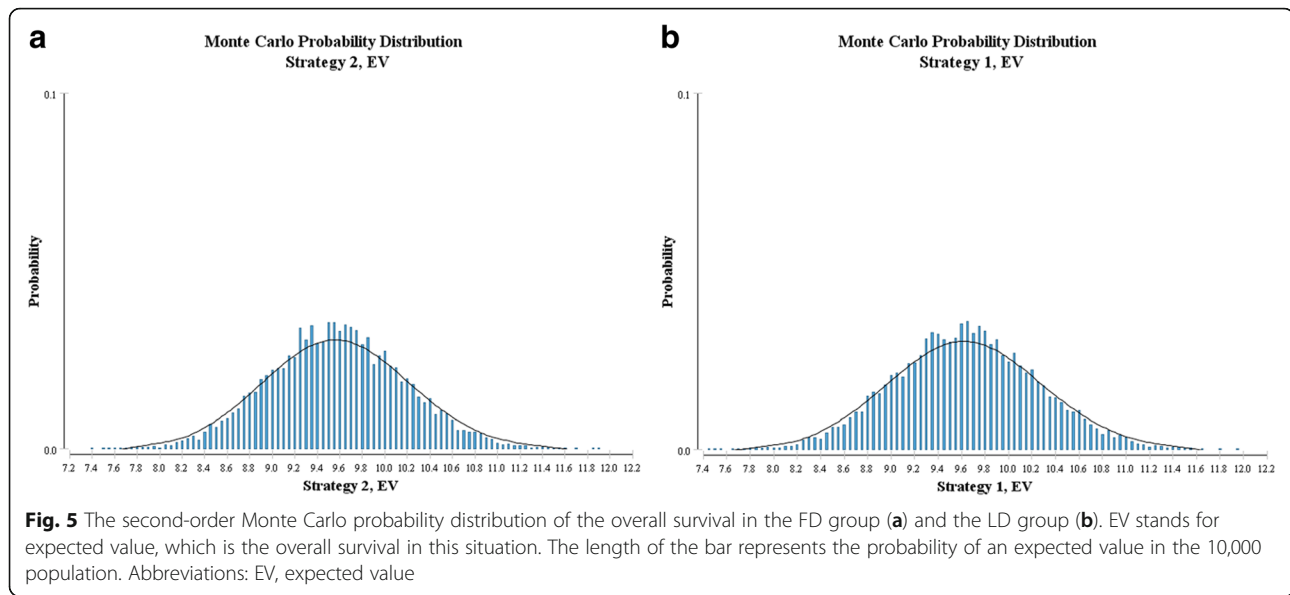 a
Monte Carlo Probability Distribution
Strategy 2, EV
0.1
Probability
0.0
7.2 7.4 7.6 7.8 8.0 8.2 8.4 8.6 8.8 9.0 9.2 9.4 9.6 9.8 10.0 10.2 10.4 10.6 10.8 11.0 11.2 11.4 11.6 11.8 12.0 12.2
Strategy 2, EV
b
Monte Carlo Probability Distribution
Strategy 1, EV
0.1
Probability
0.0
7.4 7.6 7.8 8.0 8.2 8.4 8.6 8.8 9.0 9.2 9.4 9.6 9.8 10.0 10.2 10.4 10.6 10.8 11.0 11.2 11.4 11.6 11.8 12.0 12.2
Strategy 1, EV
Fig. 5 The second-order Monte Carlo probability distribution of the overall survival in the FD group (a) and the LD group (b). EV stands for
expected value, which is the overall survival in this situation. The length of the bar represents the probability of an expected value in the 10,000
population. Abbreviations: EV, expected value